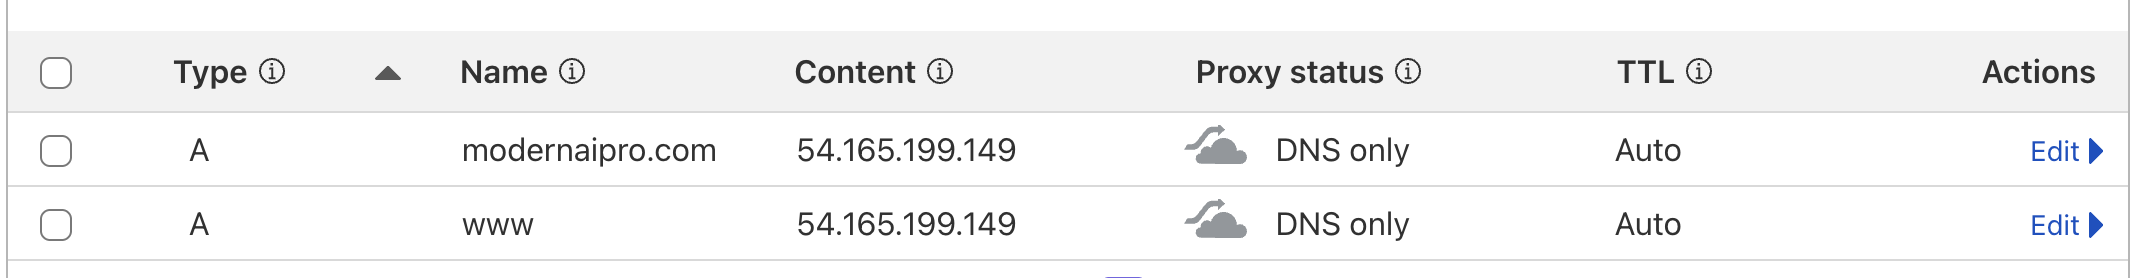 Type Name Content Proxy status TTL Actions
A modernaipro.com 54.165.199.149 DNS only Auto Edit
A www 54.165.199.149 DNS only Auto Edit